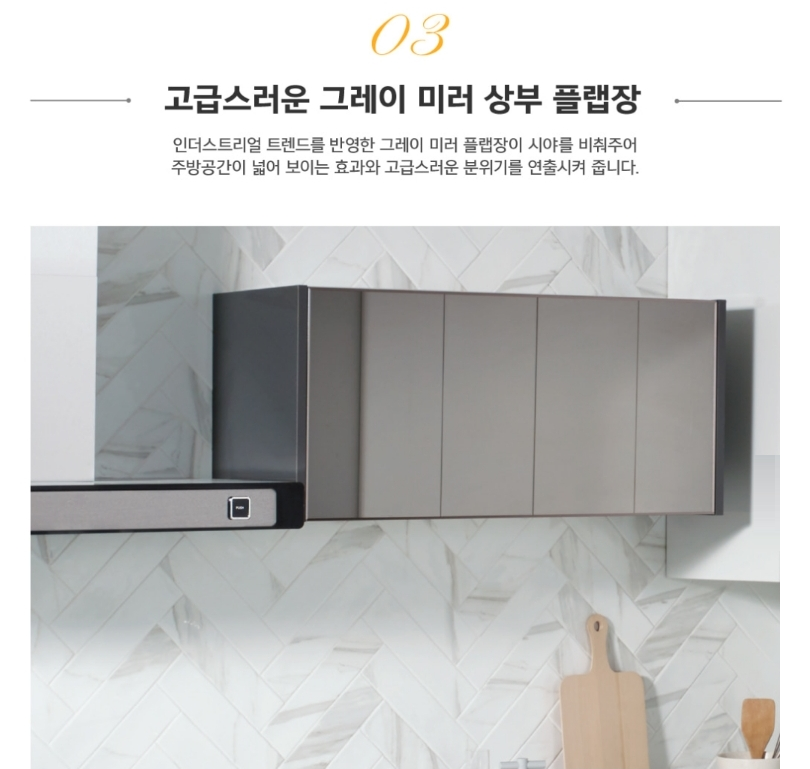 03
고급스러운 그레이 미러 상부 플랩장
인더스트리얼 트렌드를 반영한 그레이 미러 플랩장이 시야를 비춰주어
주방공간이 넓어 보이는 효과와 고급스러운 분위기를 연출시켜 줍니다.